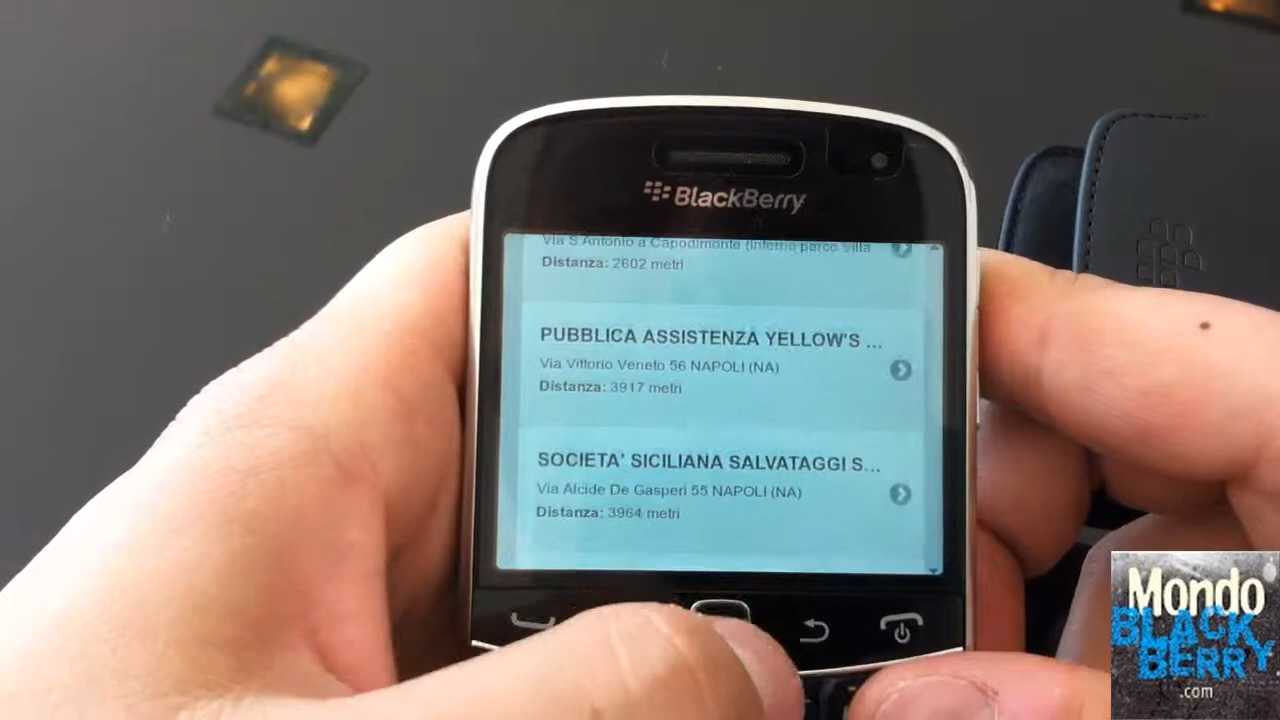 BlackBerry
Via S Antonio a Capodimonte (interno parco villa
Distanza: 2602 metri
PUBBLICA ASSISTENZA YELLOW'S ...
Via Vittorio Veneto 56 NAPOLI (NA)
Distanza: 3917 metri
SOCIETA' SICILIANA SALVATAGGI S...
Via Alcide De Gasperi 55 NAPOLI (NA)
Distanza: 3964 metri
Mondo
BLACK
BERRY
.com